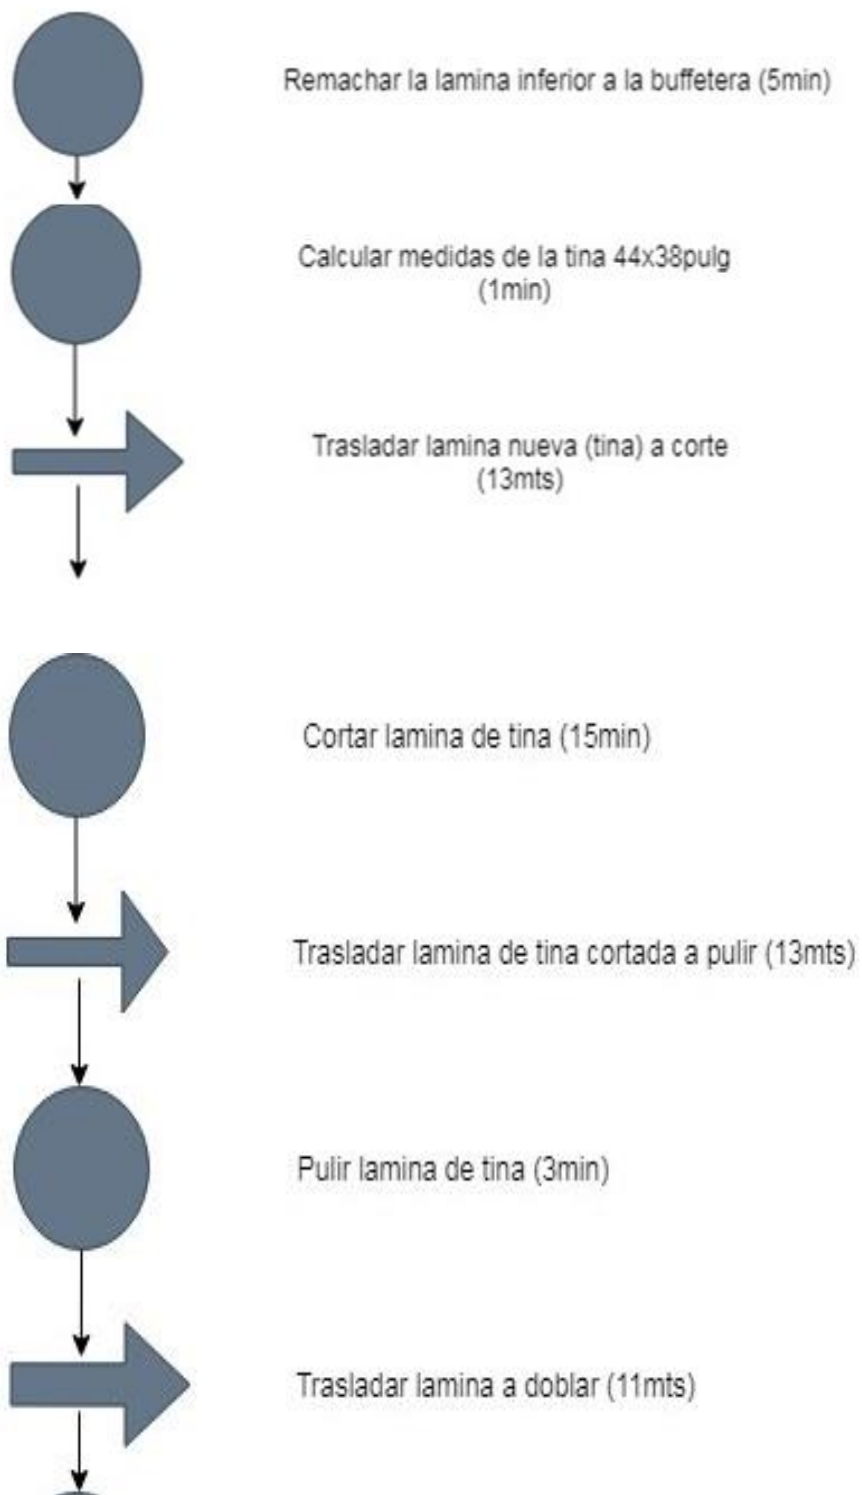 Remachar la lamina inferior a la buffetera (5min)
Calcular medidas de la tina 44x38pulg
(1min)
Trasladar lamina nueva (tina) a corte
(13mts)
Cortar lamina de tina (15min)
Trasladar lamina de tina cortada a pulir (13mts)
Pulir lamina de tina (3min)
Trasladar lamina a doblar (11mts)